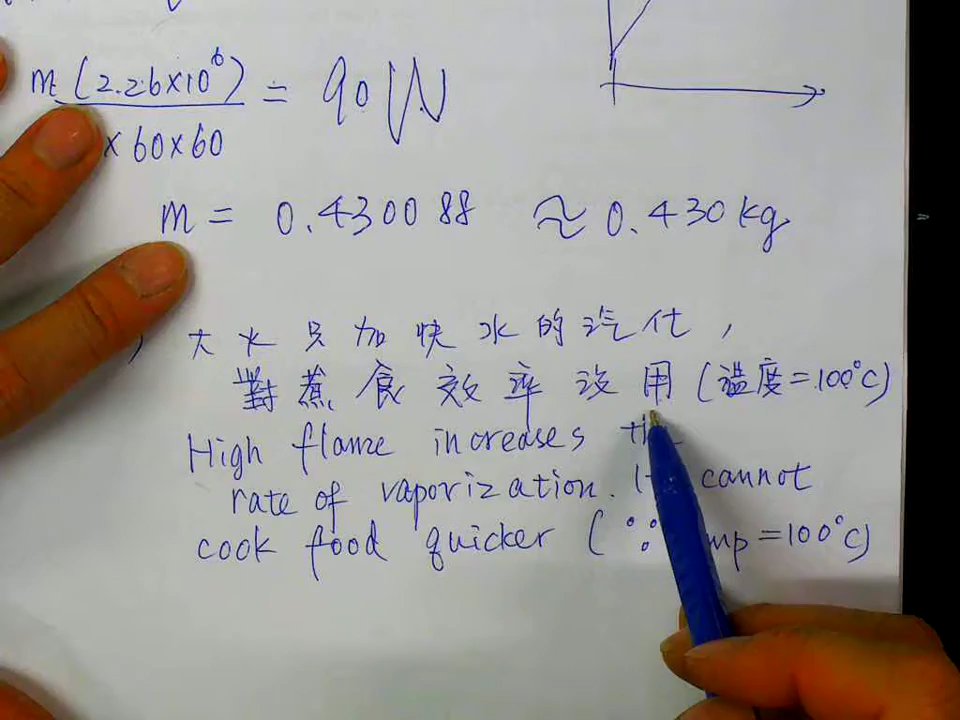 m (2.26×10⁶) = 90 W
× 60×60
m = 0.430088 ≈ 0.430 kg
大火只加快水的汽化，
對煮食效率沒用 (溫度=100°C)
High flame increases
rate of vaporization. It cannot
cook food quicker ( ∵ =100°C)